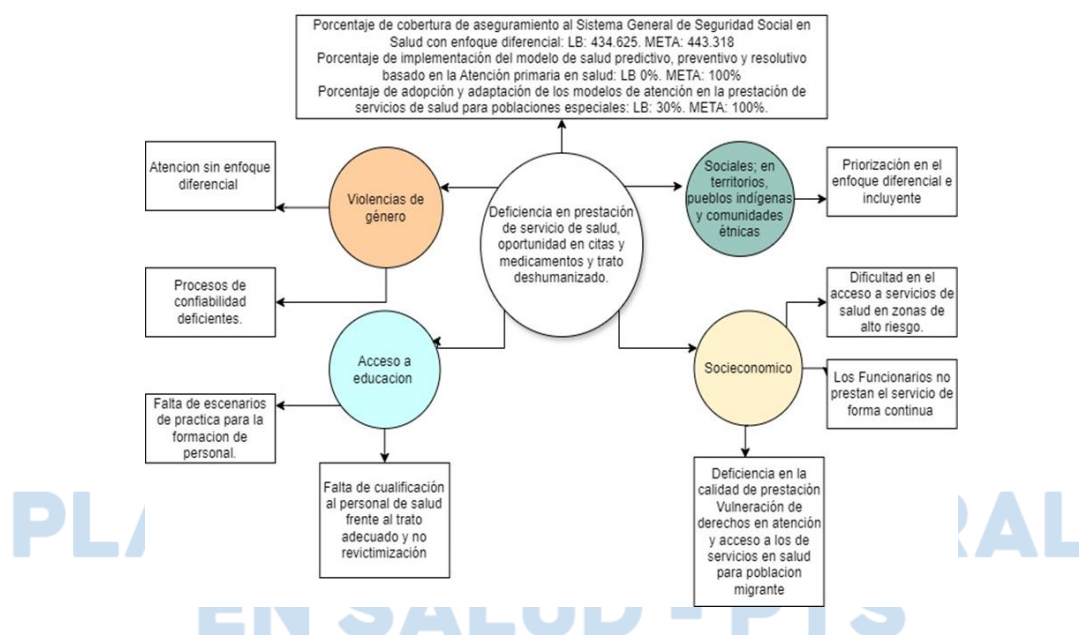 Porcentaje de cobertura de aseguramiento al Sistema General de Seguridad Social en
Salud con enfoque diferencial: LB: 434.625. META: 443.318
Porcentaje de implementación del modelo de salud predictivo, preventivo y resolutivo
basado en la Atención primaria en salud: LB 0%. META: 100%
Porcentaje de adopción y adaptación de los modelos de atención en la prestación de
servicios de salud para poblaciones especiales: LB: 30%. META: 100%.
Atencion sin enfoque
diferencial
Violencias de
género
Deficiencia en prestación
de servicio de salud,
oportunidad en citas y
medicamentos y trato
deshumanizado.
Sociales; en
territorios,
pueblos indígenas
y comunidades
étnicas
Priorización en el
enfoque diferencial e
incluyente
Procesos de
confiabilidad
deficientes.
Dificultad en el
acceso a servicios de
salud en zonas de
alto riesgo.
Acceso a
educacion
Socieconomico
Los Funcionarios no
prestan el servicio de
forma continua
Falta de escenarios
de practica para la
formacion de
personal.
Falta de cualificación
al personal de salud
frente al trato
adecuado y no
revictimización
Deficiencia en la
calidad de prestación
Vulneración de
derechos en atención
y acceso a los de
servicios en salud
para poblacion
migrante
EN SALUD - PTS